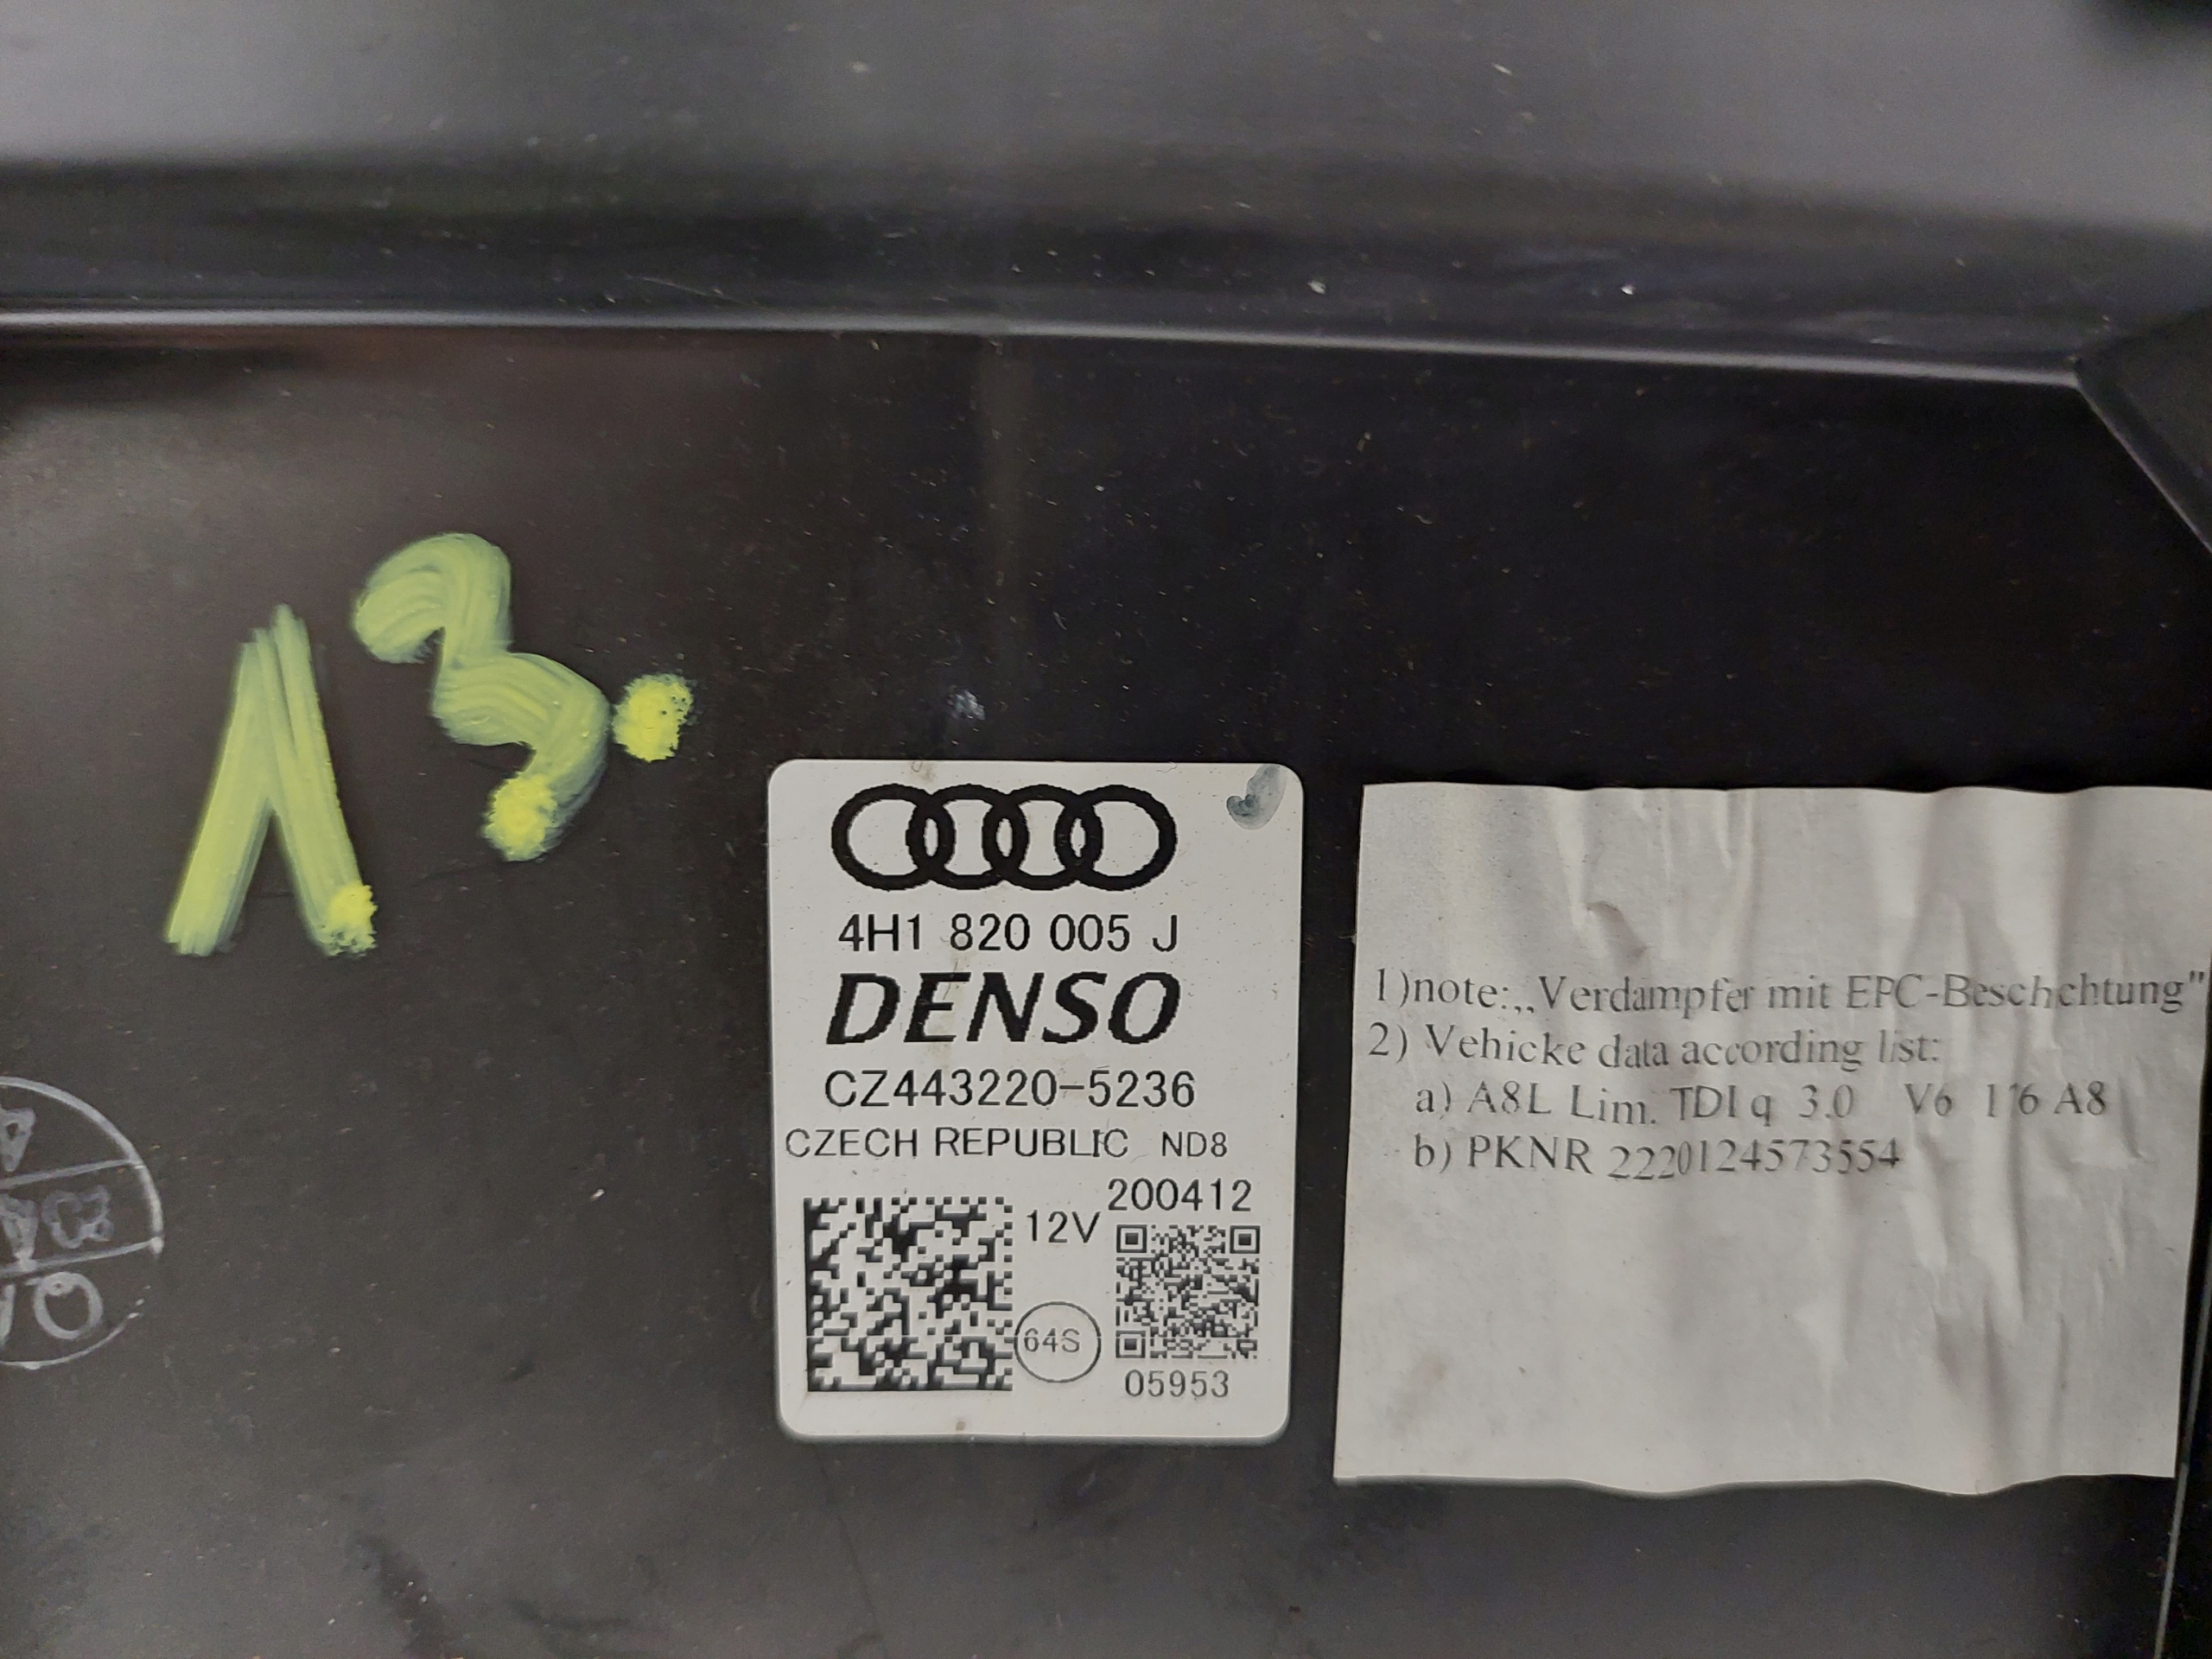 13.
4H1 820 005 J
DENSO
CZ443220-5236
CZECH REPUBLIC ND8
200412
12V
64S
05953
1)note:„Verdampfer mit EPC-Beschchtung"
2) Vehicke data according list:
a) A8L Lim. TDI q 3.0 V6 176 A8
b) PKNR 2220124573554